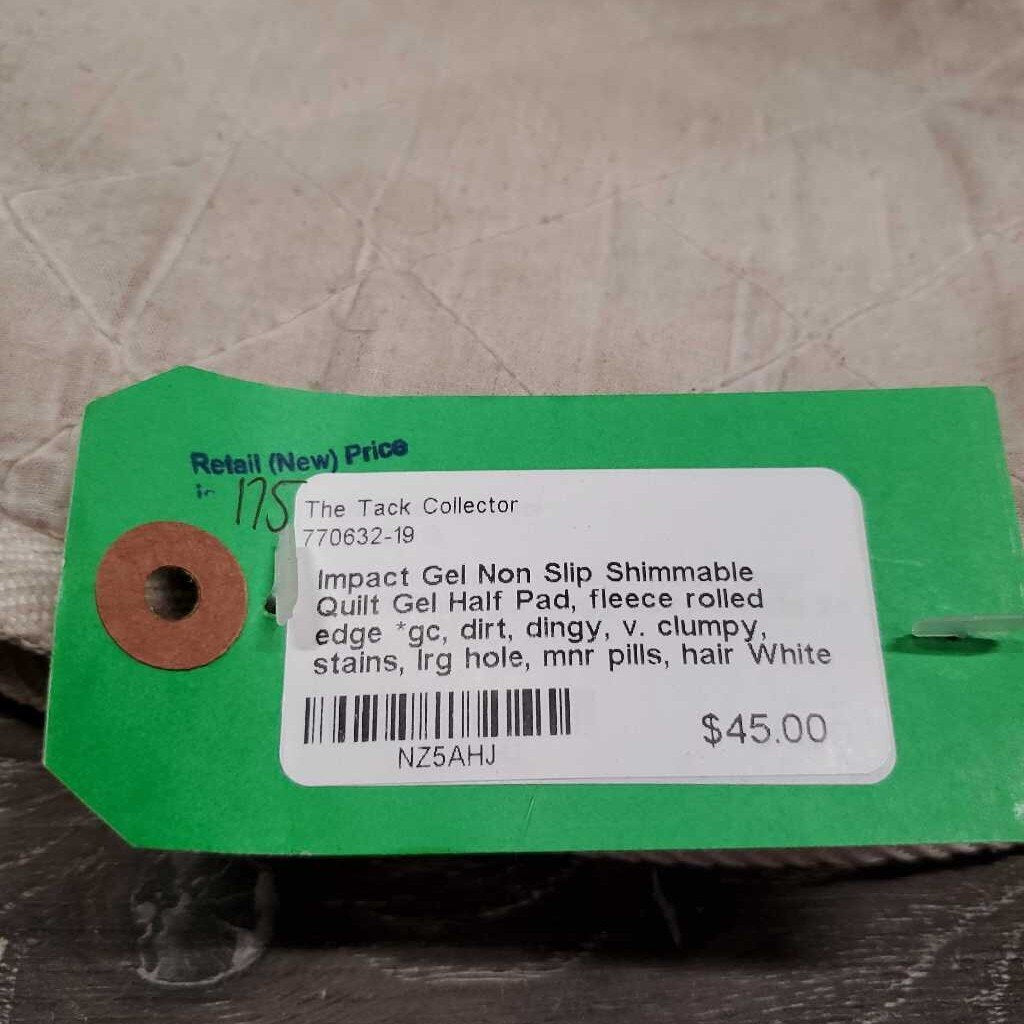 Retail (New) Price
175
The Tack Collector
770632-19
Impact Gel Non Slip Shimmable
Quilt Gel Half Pad, fleece rolled
edge *gc, dirt, dingy, v. clumpy,
stains, lrg hole, mnr pills, hair White
NZ5AHJ
$45.00